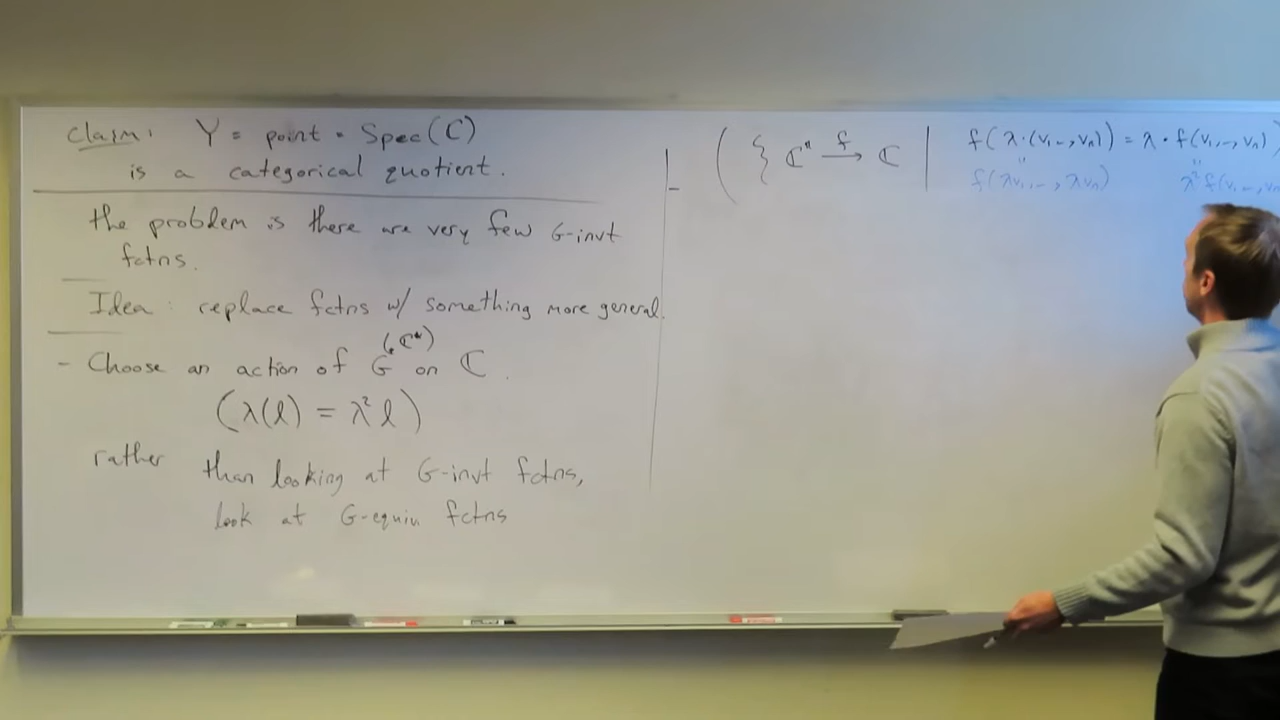 Claim: Y = point = Spec(ℂ)
is a categorical quotient.
the problem is there are very few G-invt
fctns.
Idea: replace fctns w/ something more general.
- Choose an action of G (=ℂ*) on ℂ.
(λ(l) = λ²l)
rather than looking at G-invt fctns,
look at G-equiv fctns
( { ℂⁿ —f→ ℂ | f(λ·(v₁,-,vₙ)) = λ · f(v₁,-,vₙ)
f(λv₁,-,λvₙ) λ² f(v₁,-,vₙ